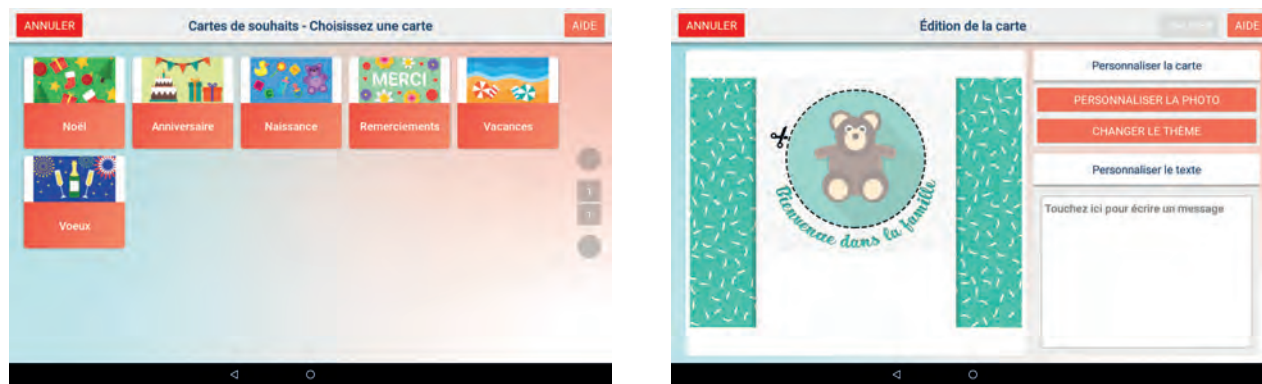 ANNULER
Cartes de souhaits - Choisissez une carte
AIDE
MERCI
Noël
Anniversaire
Naissance
Remerciements
Vacances
Voeux
1
1
ANNULER
Édition de la carte
AIDE
Personnaliser la carte
PERSONNALISER LA PHOTO
CHANGER LE THÈME
Personnaliser le texte
Touchez ici pour écrire un message
Bienvenue dans la famille